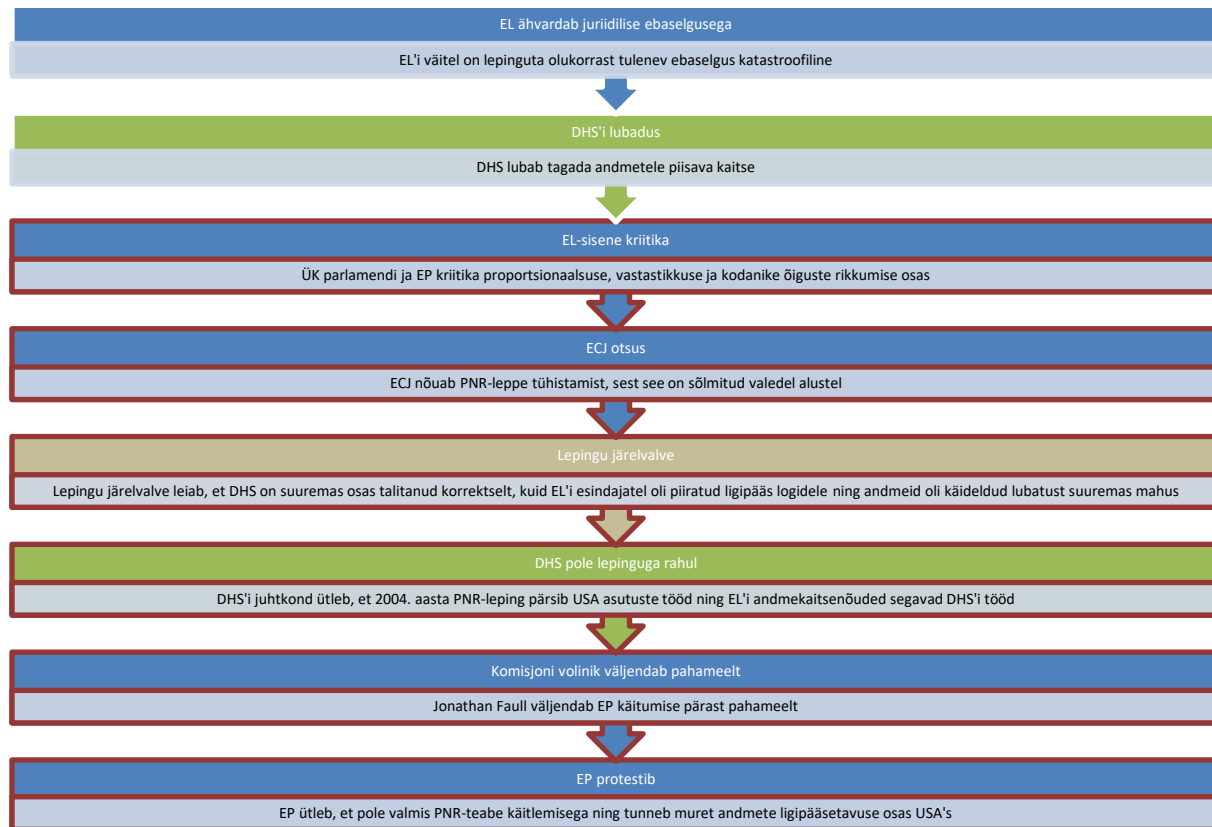 EL ähvardab juriidilise ebaselgusega
EL'i väitel on lepinguta olukorrast tulenev ebaselgus katastroofiline
DHS'i lubadus
DHS lubab tagada andmetele piisava kaitse
EL-sisene kriitika
ÜK parlamendi ja EP kriitika proportsionaalsuse, vastastikkuse ja kodanike õiguste rikkumise osas
ECJ otsus
ECJ nõuab PNR-leppe tühistamist, sest see on sõlmitud valedel alustel
Lepingu järelvalve
Lepingu järelvalve leiab, et DHS on suuremas osas talitanud korrektselt, kuid EL'i esindajatel oli piiratud ligipääs logidele ning andmeid oli käideldud lubatust suuremas mahus
DHS pole lepinguga rahul
DHS'i juhtkond ütleb, et 2004. aasta PNR-leping pärsib USA asutuste tööd ning EL'i andmekaitsenõuded segavad DHS'i tööd
Komisjoni volinik väljendab pahameelt
Jonathan Faull väljendab EP käitumise pärast pahameelt
EP protestib
EP ütleb, et pole valmis PNR-teabe käitlemisega ning tunneb muret andmete ligipääsetavuse osas USA's